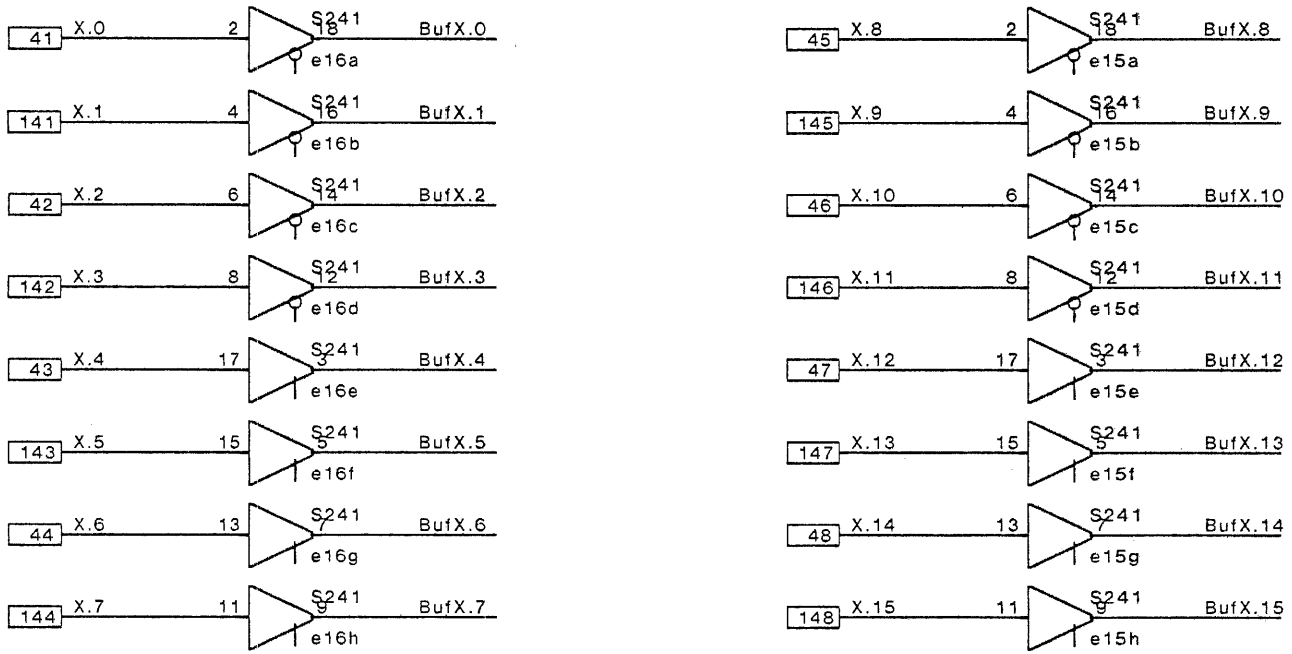 41 X.0 2 S241 18 BufX.0
e16a
141 X.1 4 S241 16 BufX.1
e16b
42 X.2 6 S241 14 BufX.2
e16c
142 X.3 8 S241 12 BufX.3
e16d
43 X.4 17 S241 3 BufX.4
e16e
143 X.5 15 S241 5 BufX.5
e16f
44 X.6 13 S241 7 BufX.6
e16g
144 X.7 11 S241 9 BufX.7
e16h
45 X.8 2 S241 18 BufX.8
e15a
145 X.9 4 S241 16 BufX.9
e15b
46 X.10 6 S241 14 BufX.10
e15c
146 X.11 8 S241 12 BufX.11
e15d
47 X.12 17 S241 3 BufX.12
e15e
147 X.13 15 S241 5 BufX.13
e15f
48 X.14 13 S241 7 BufX.14
e15g
148 X.15 11 S241 9 BufX.15
e15h